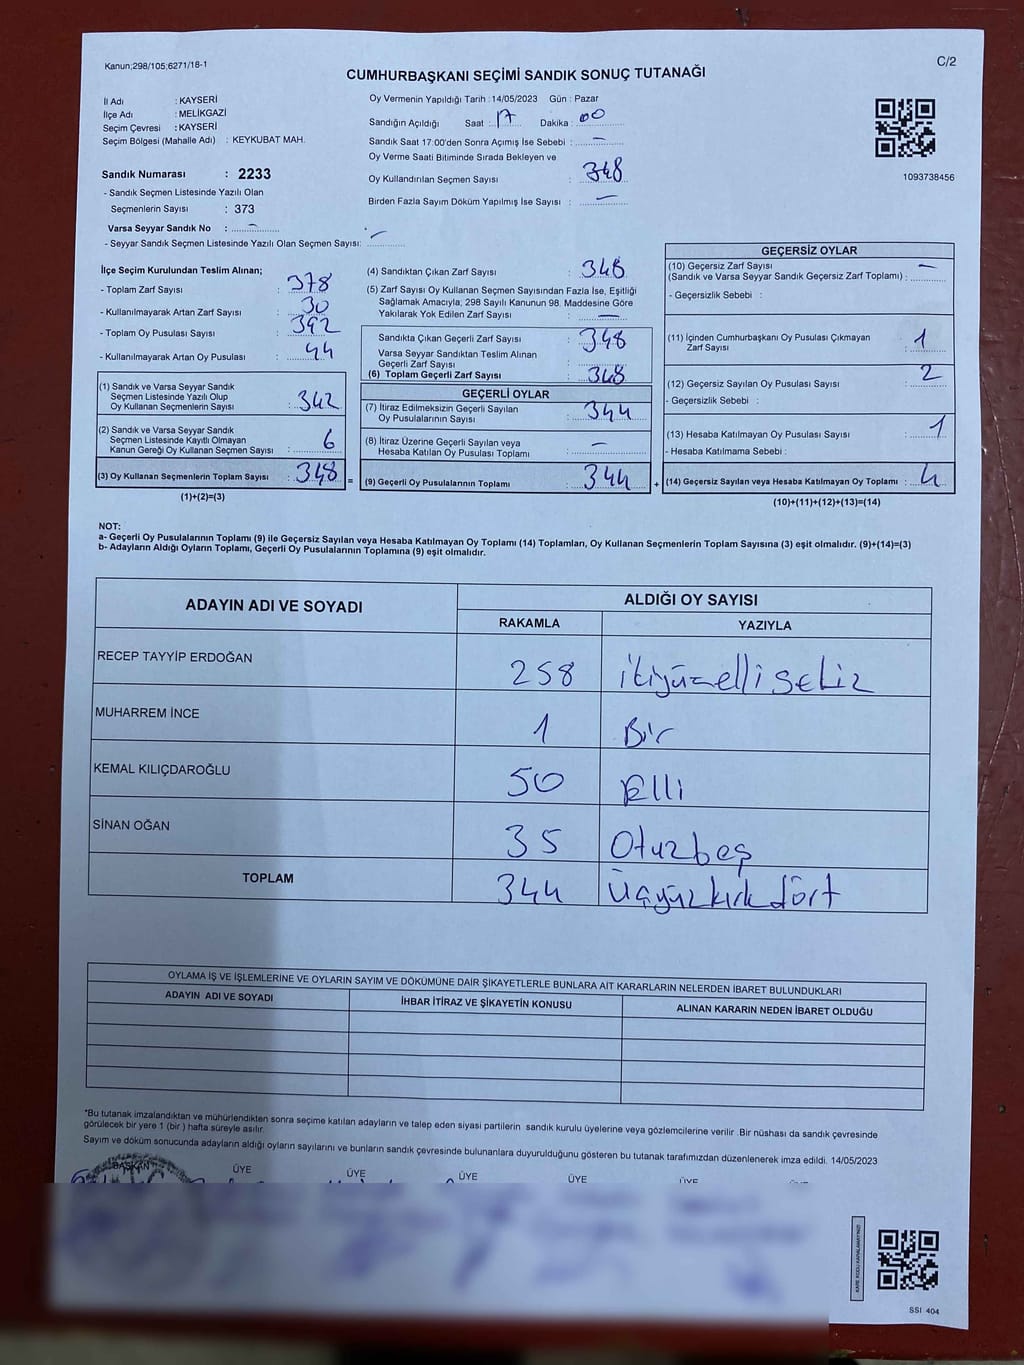 Kanun;298/105;6271/18-1
C/2
CUMHURBAŞKANI SEÇİMİ SANDIK SONUÇ TUTANAĞI
İl Adı : KAYSERİ
İlçe Adı : MELİKGAZİ
Seçim Çevresi : KAYSERİ
Seçim Bölgesi (Mahalle Adı) : KEYKUBAT MAH.
Sandık Numarası : 2233
- Sandık Seçmen Listesinde Yazılı Olan
Seçmenlerin Sayısı : 373
Varsa Seyyar Sandık No : -
- Seyyar Sandık Seçmen Listesinde Yazılı Olan Seçmen Sayısı: -
Oy Vermenin Yapıldığı Tarih : 14/05/2023 Gün : Pazar
Sandığın Açıldığı Saat : 17 Dakika : 00
Sandık Saat 17:00'den Sonra Açımış İse Sebebi : -
Oy Verme Saati Bitiminde Sırada Bekleyen ve
Oy Kullandırılan Seçmen Sayısı : 348
Birden Fazla Sayım Döküm Yapılmış İse Sayısı : -
1093738456
İlçe Seçim Kurulundan Teslim Alınan;
- Toplam Zarf Sayısı : 378
- Kullanılmayarak Artan Zarf Sayısı : 30
- Toplam Oy Pusulası Sayısı : 392
- Kullanılmayarak Artan Oy Pusulası : 44
(1) Sandık ve Varsa Seyyar Sandık
Seçmen Listesinde Yazılı Olup
Oy Kullanan Seçmenlerin Sayısı : 342
(2) Sandık ve Varsa Seyyar Sandık
Seçmen Listesinde Kayıtlı Olmayan
Kanun Gereği Oy Kullanan Seçmen Sayısı : 6
(3) Oy Kullanan Seçmenlerin Toplam Sayısı : 348 =
(1)+(2)=(3)
(4) Sandıktan Çıkan Zarf Sayısı : 348
(5) Zarf Sayısı Oy Kullanan Seçmen Sayısından Fazla İse, Eşitliği
Sağlamak Amacıyla; 298 Sayılı Kanunun 98. Maddesine Göre
Yakılarak Yok Edilen Zarf Sayısı : -
Sandıkta Çıkan Geçerli Zarf Sayısı : 348
Varsa Seyyar Sandıktan Teslim Alınan
Geçerli Zarf Sayısı :
(6) Toplam Geçerli Zarf Sayısı : 348
GEÇERLİ OYLAR
(7) İtiraz Edilmeksizin Geçerli Sayılan
Oy Pusulalarının Sayısı : 344
(8) İtiraz Üzerine Geçerli Sayılan veya
Hesaba Katılan Oy Pusulası Toplamı : -
(9) Geçerli Oy Pusulalarının Toplamı : 344 +
GEÇERSİZ OYLAR
(10) Geçersiz Zarf Sayısı
(Sandık ve Varsa Seyyar Sandık Geçersiz Zarf Toplamı) : -
- Geçersizlik Sebebi :
(11) İçinden Cumhurbaşkanı Oy Pusulası Çıkmayan
Zarf Sayısı : 1
(12) Geçersiz Sayılan Oy Pusulası Sayısı : 2
- Geçersizlik Sebebi :
(13) Hesaba Katılmayan Oy Pusulası Sayısı : 1
- Hesaba Katılmama Sebebi :
(14) Geçersiz Sayılan veya Hesaba Katılmayan Oy Toplamı : 4
(10)+(11)+(12)+(13)=(14)
NOT:
a- Geçerli Oy Pusulalarının Toplamı (9) ile Geçersiz Sayılan veya Hesaba Katılmayan Oy Toplamı (14) Toplamları, Oy Kullanan Seçmenlerin Toplam Sayısına (3) eşit olmalıdır. (9)+(14)=(3)
b- Adayların Aldığı Oyların Toplamı, Geçerli Oy Pusulalarının Toplamına (9) eşit olmalıdır.
ADAYIN ADI VE SOYADI ALDIĞI OY SAYISI
RAKAMLA YAZIYLA
RECEP TAYYİP ERDOĞAN 258 ikiyüzellisekiz
MUHARREM İNCE 1 Bir
KEMAL KILIÇDAROĞLU 50 Elli
SİNAN OĞAN 35 Otuzbeş
TOPLAM 344 Üçyüzkırkdört
OYLAMA İŞ VE İŞLEMLERİNE VE OYLARIN SAYIM VE DÖKÜMÜNE DAİR ŞİKAYETLERLE BUNLARA AİT KARARLARIN NELERDEN İBARET BULUNDUKLARI
ADAYIN ADI VE SOYADI İHBAR İTİRAZ VE ŞİKAYETİN KONUSU ALINAN KARARIN NEDEN İBARET OLDUĞU
*Bu tutanak imzalandıktan ve mühürlendikten sonra seçime katılan adayların ve talep eden siyasi partilerin sandık kurulu üyelerine veya gözlemcilerine verilir .Bir nüshası da sandık çevresinde
görülecek bir yere 1 (bir ) hafta süreyle asılır.
Sayım ve döküm sonucunda adayların aldığı oyların sayılarını ve bunların sandık çevresinde bulunanlara duyurulduğunu gösteren bu tutanak tarafımızdan düzenlenerek imza edildi. 14/05/2023
BAŞKAN ÜYE ÜYE ÜYE ÜYE ÜYE
SSI 404